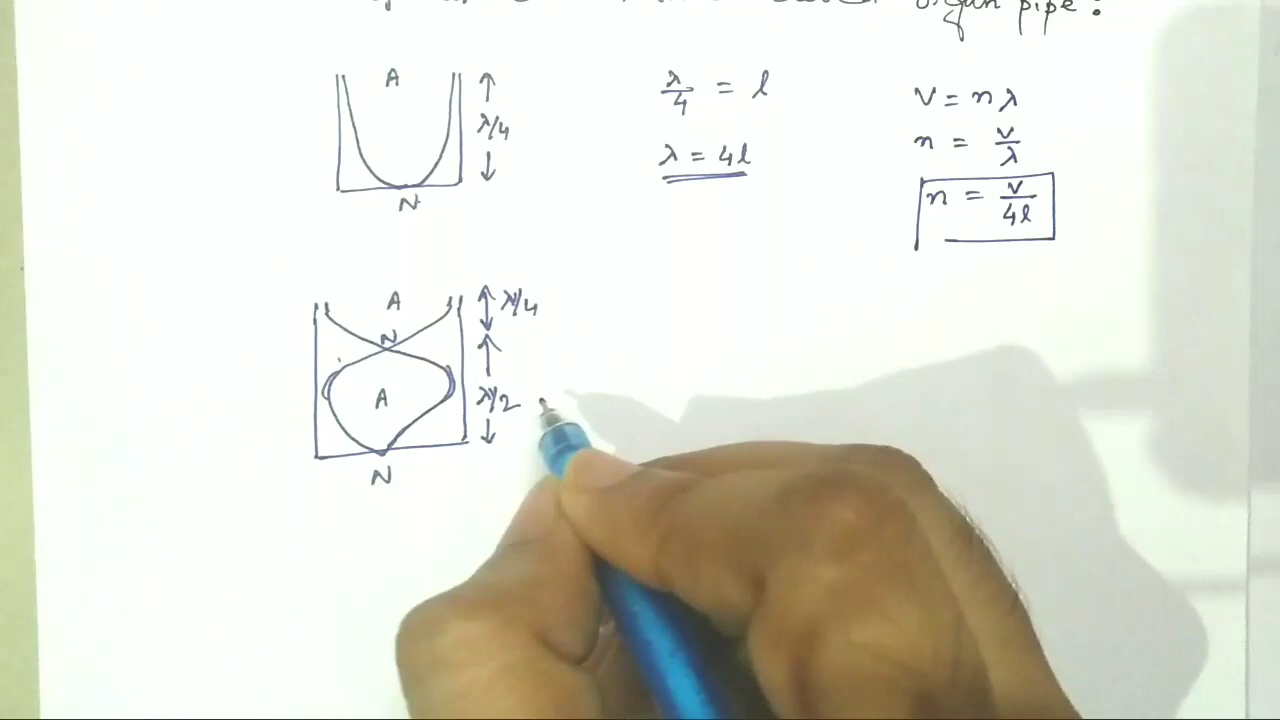 organ pipe :
A
λ/4
N
λ/4 = l
λ = 4l
V = nλ
n = v/λ
n = v/4l
A
λ/4
N
A
λ/2
N